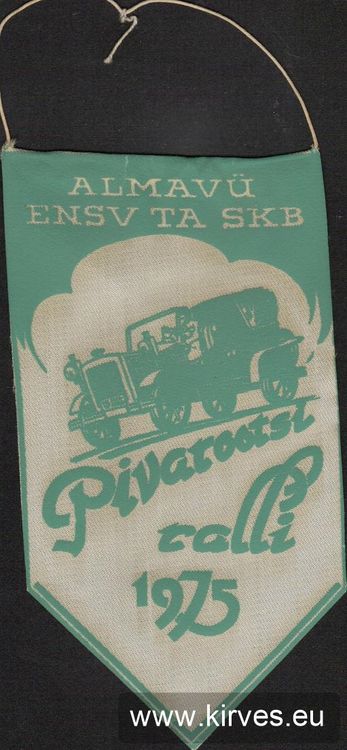 ALMAVÜ
ENSV TA SKB
Pivarootsi
ralli
1975
www.kirves.eu